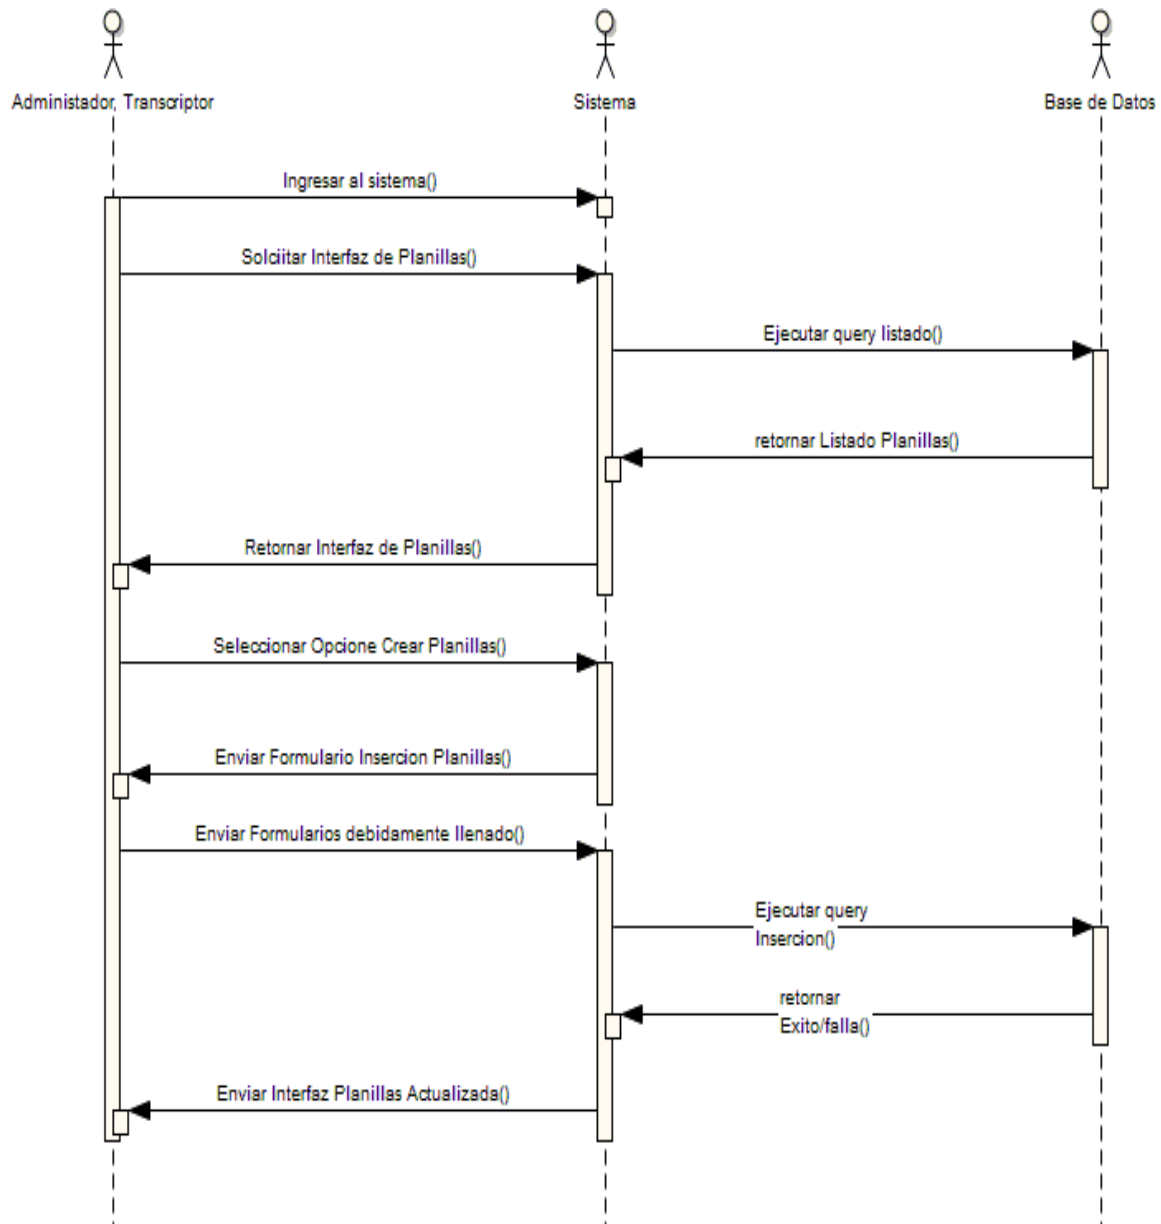 Administador, Transcriptor
Sistema
Base de Datos
Ingresar al sistema()
Solciitar Interfaz de Planillas()
Ejecutar query listado()
retornar Listado Planillas()
Retornar Interfaz de Planillas()
Seleccionar Opcione Crear Planillas()
Enviar Formulario Insercion Planillas()
Enviar Formularios debidamente llenado()
Ejecutar query
Insercion()
retornar
Exito/falla()
Enviar Interfaz Planillas Actualizada()